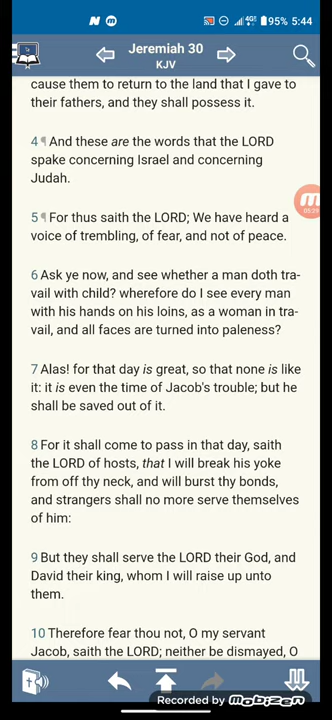 95% 5:44
Jeremiah 30
KJV
cause them to return to the land that I gave to
their fathers, and they shall possess it.
4 ¶ And these are the words that the LORD
spake concerning Israel and concerning
Judah.
5 ¶ For thus saith the LORD; We have heard a
voice of trembling, of fear, and not of peace.
6 Ask ye now, and see whether a man doth tra-
vail with child? wherefore do I see every man
with his hands on his loins, as a woman in tra-
vail, and all faces are turned into paleness?
7 Alas! for that day is great, so that none is like
it: it is even the time of Jacob's trouble; but he
shall be saved out of it.
8 For it shall come to pass in that day, saith
the LORD of hosts, that I will break his yoke
from off thy neck, and will burst thy bonds,
and strangers shall no more serve themselves
of him:
9 But they shall serve the LORD their God, and
David their king, whom I will raise up unto
them.
10 Therefore fear thou not, O my servant
Jacob, saith the LORD; neither be dismayed, O
Recorded by mobizen